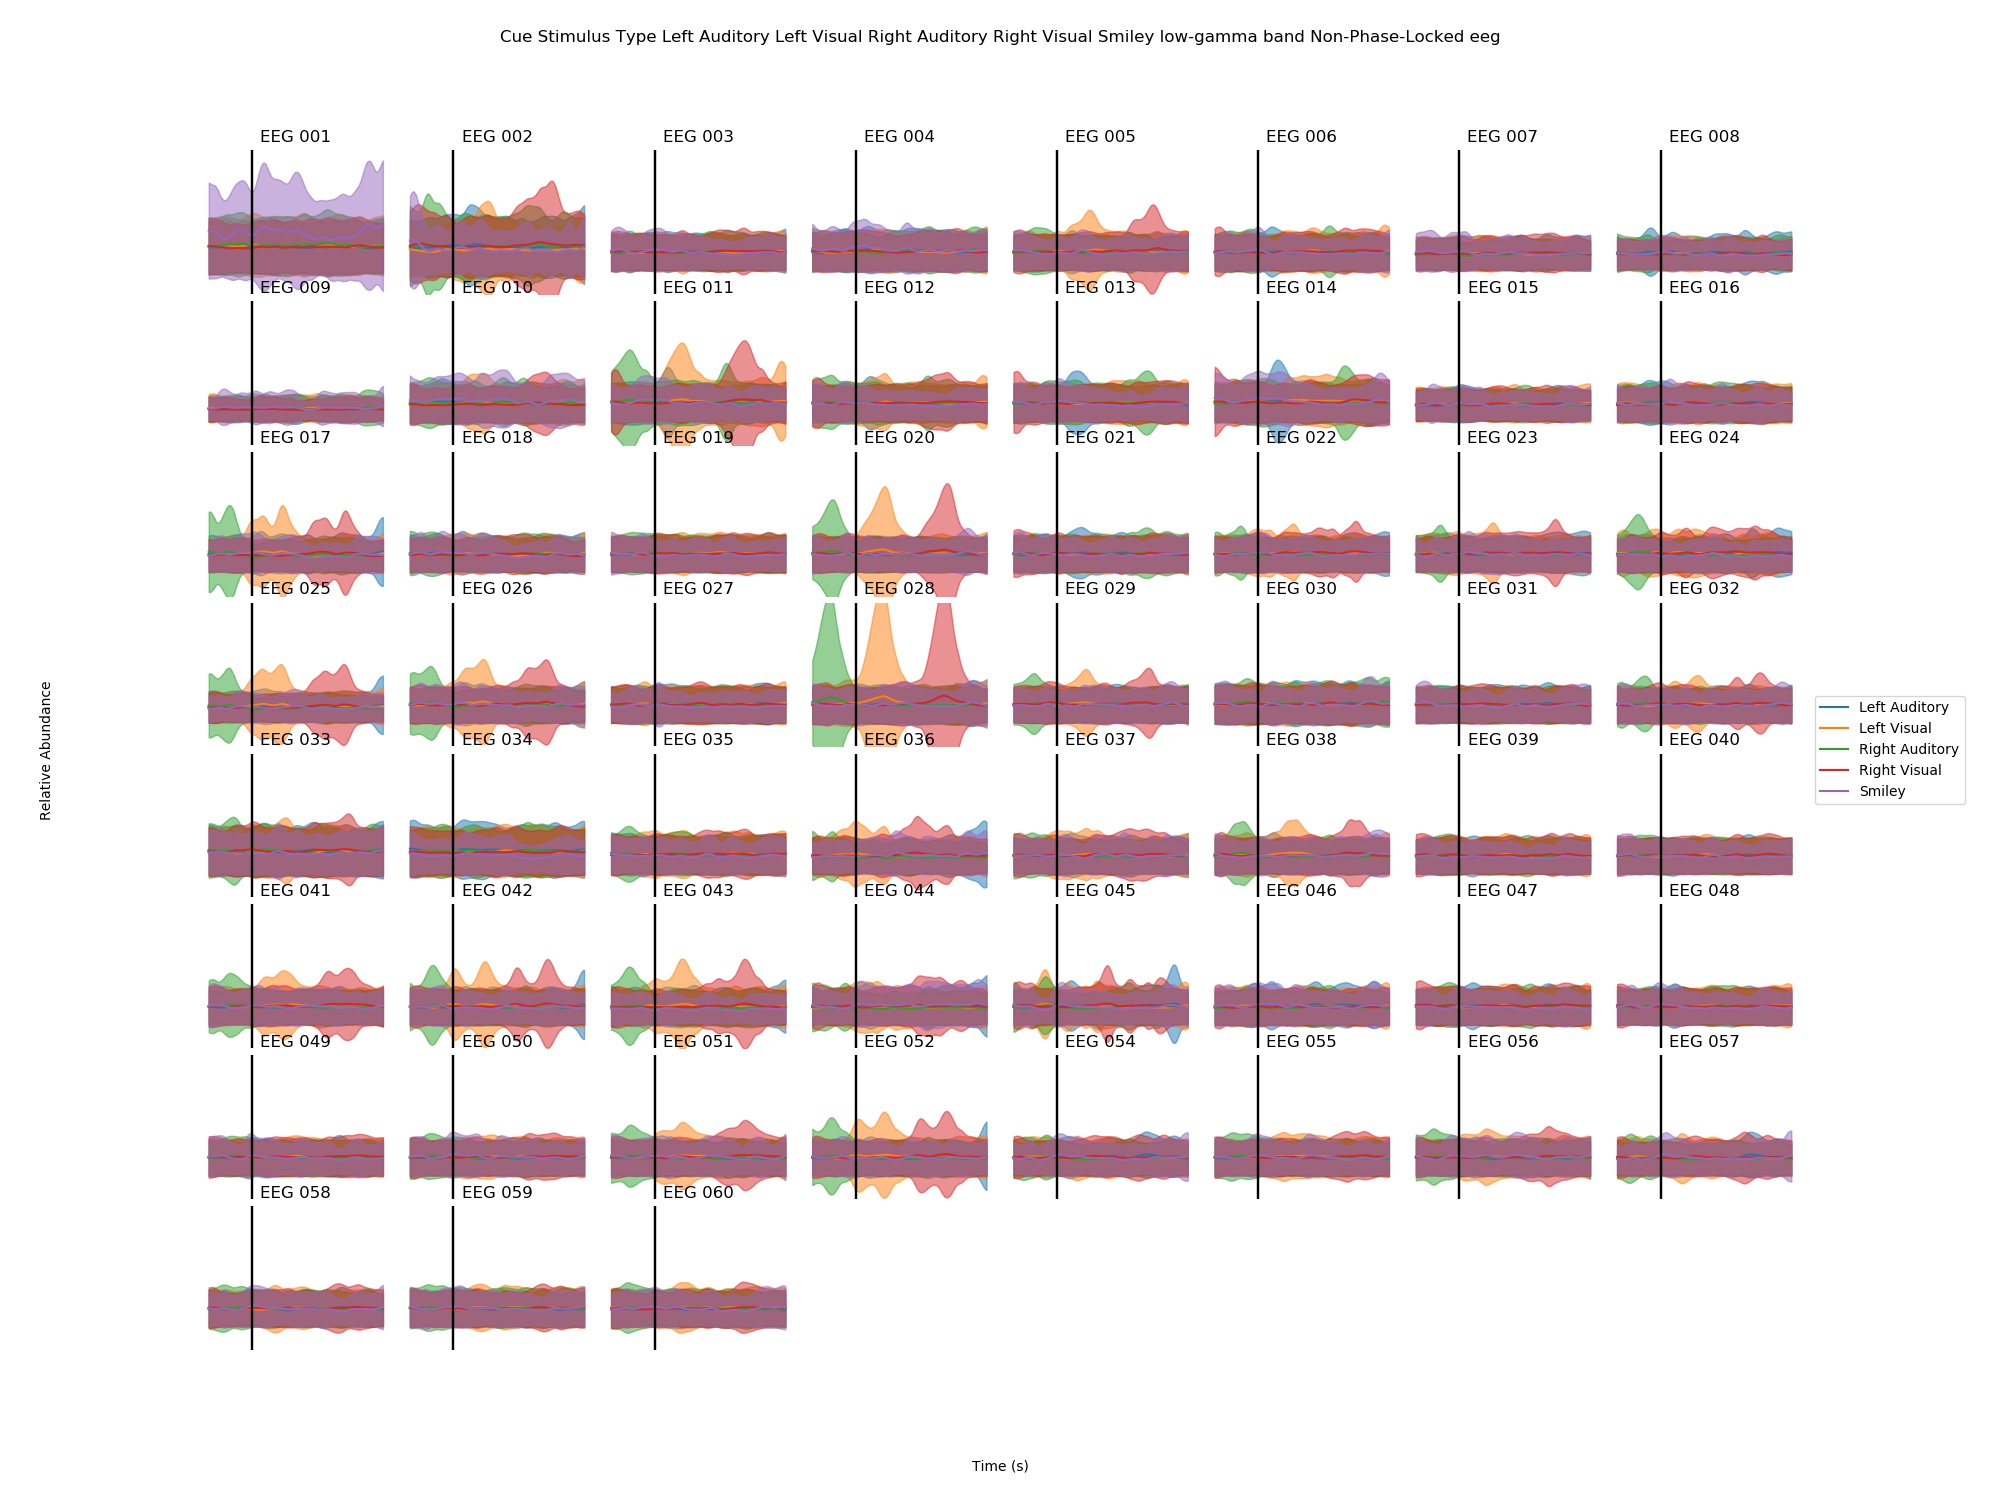 Cue Stimulus Type Left Auditory Left Visual Right Auditory Right Visual Smiley low-gamma band Non-Phase-Locked eeg
EEG 001 EEG 002 EEG 003 EEG 004 EEG 005 EEG 006 EEG 007 EEG 008
EEG 009 EEG 010 EEG 011 EEG 012 EEG 013 EEG 014 EEG 015 EEG 016
EEG 017 EEG 018 EEG 019 EEG 020 EEG 021 EEG 022 EEG 023 EEG 024
EEG 025 EEG 026 EEG 027 EEG 028 EEG 029 EEG 030 EEG 031 EEG 032
EEG 033 EEG 034 EEG 035 EEG 036 EEG 037 EEG 038 EEG 039 EEG 040
EEG 041 EEG 042 EEG 043 EEG 044 EEG 045 EEG 046 EEG 047 EEG 048
EEG 049 EEG 050 EEG 051 EEG 052 EEG 054 EEG 055 EEG 056 EEG 057
EEG 058 EEG 059 EEG 060
Relative Abundance
Left Auditory
Left Visual
Right Auditory
Right Visual
Smiley
Time (s)